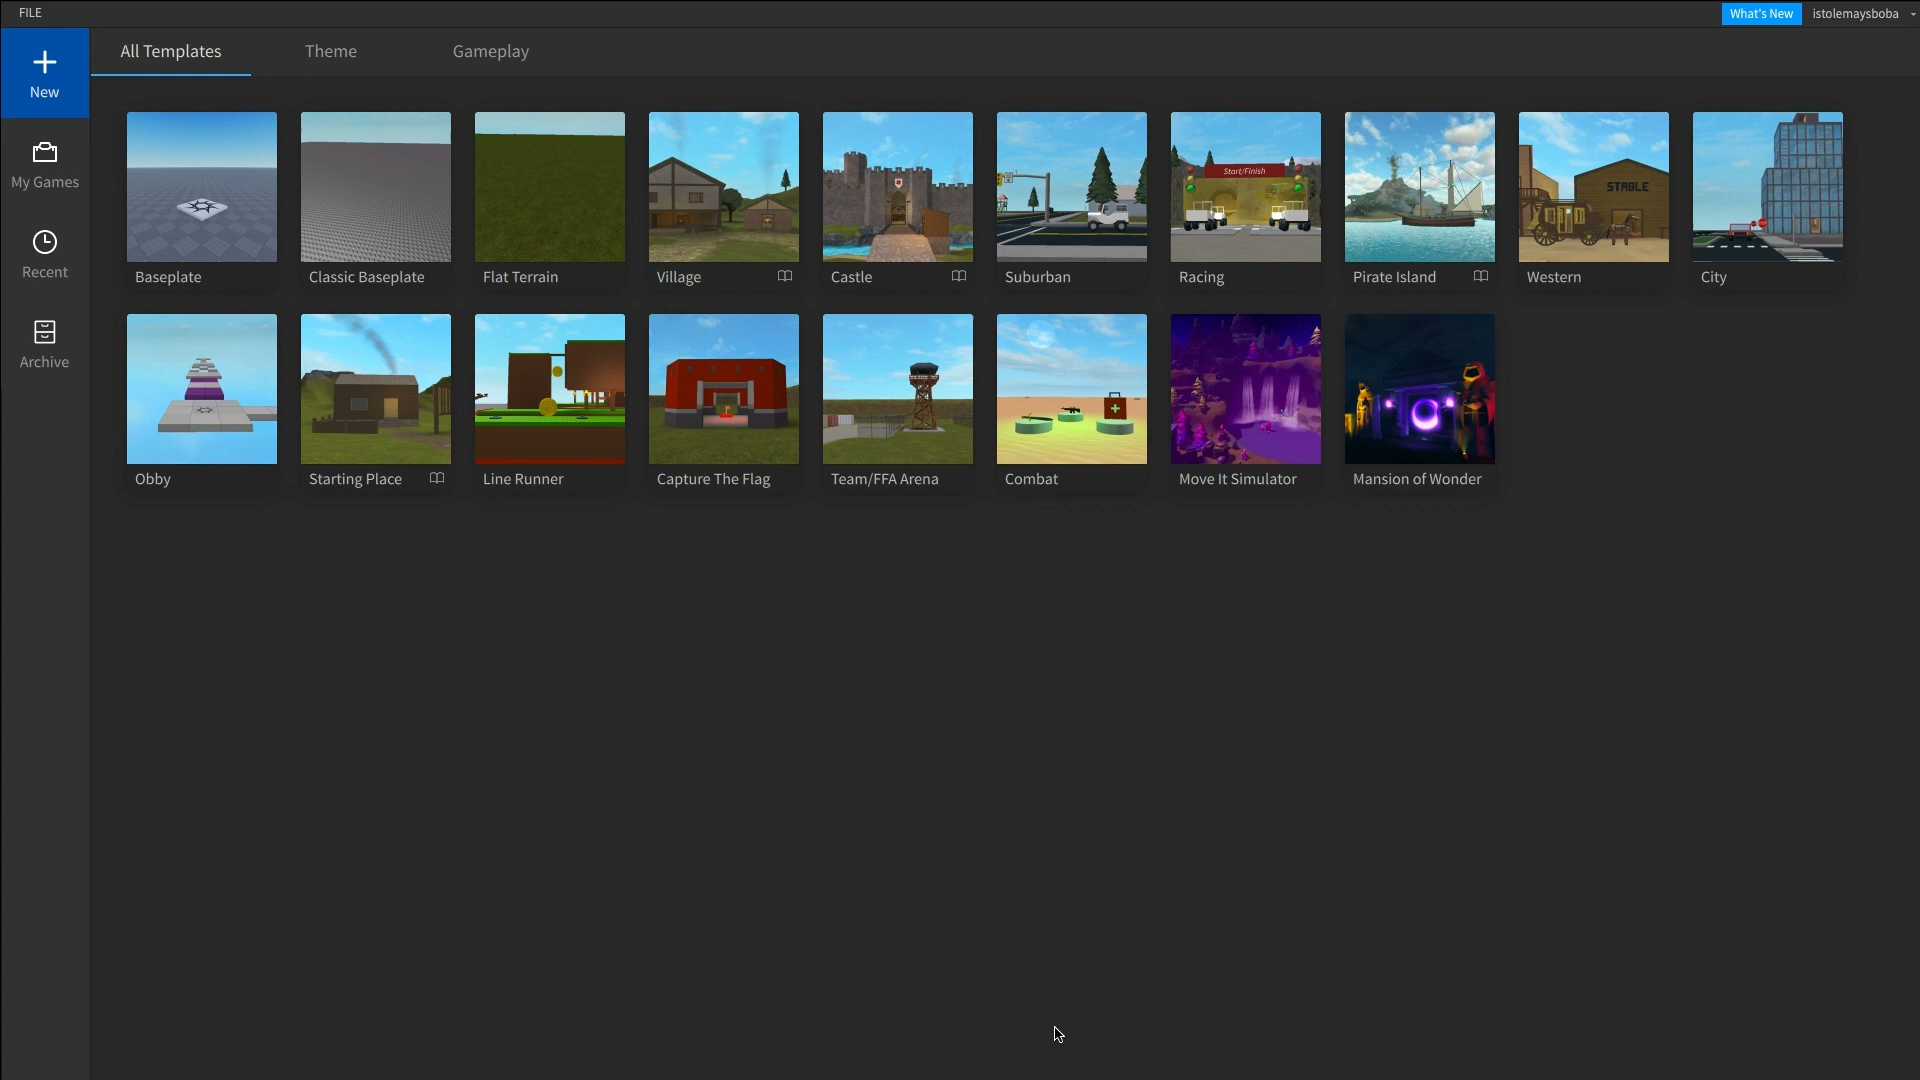 FILE
What's New
istolemaysboba
All Templates
Theme
Gameplay
New
My Games
Recent
Archive
Start/Finish
STABLE
Baseplate
Classic Baseplate
Flat Terrain
Village
Castle
Suburban
Racing
Pirate Island
Western
City
Obby
Starting Place
Line Runner
Capture The Flag
Team/FFA Arena
Combat
Move It Simulator
Mansion of Wonder